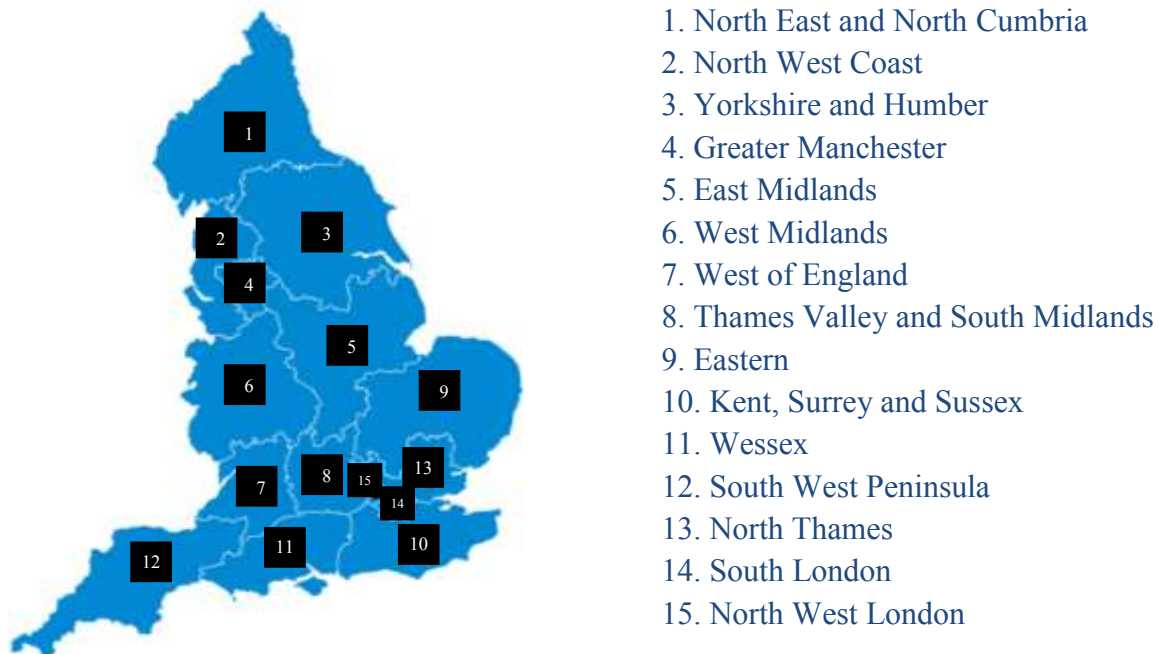 1
2
3
4
5
6
9
7
8
15
13
14
11
10
12
1. North East and North Cumbria
2. North West Coast
3. Yorkshire and Humber
4. Greater Manchester
5. East Midlands
6. West Midlands
7. West of England
8. Thames Valley and South Midlands
9. Eastern
10. Kent, Surrey and Sussex
11. Wessex
12. South West Peninsula
13. North Thames
14. South London
15. North West London